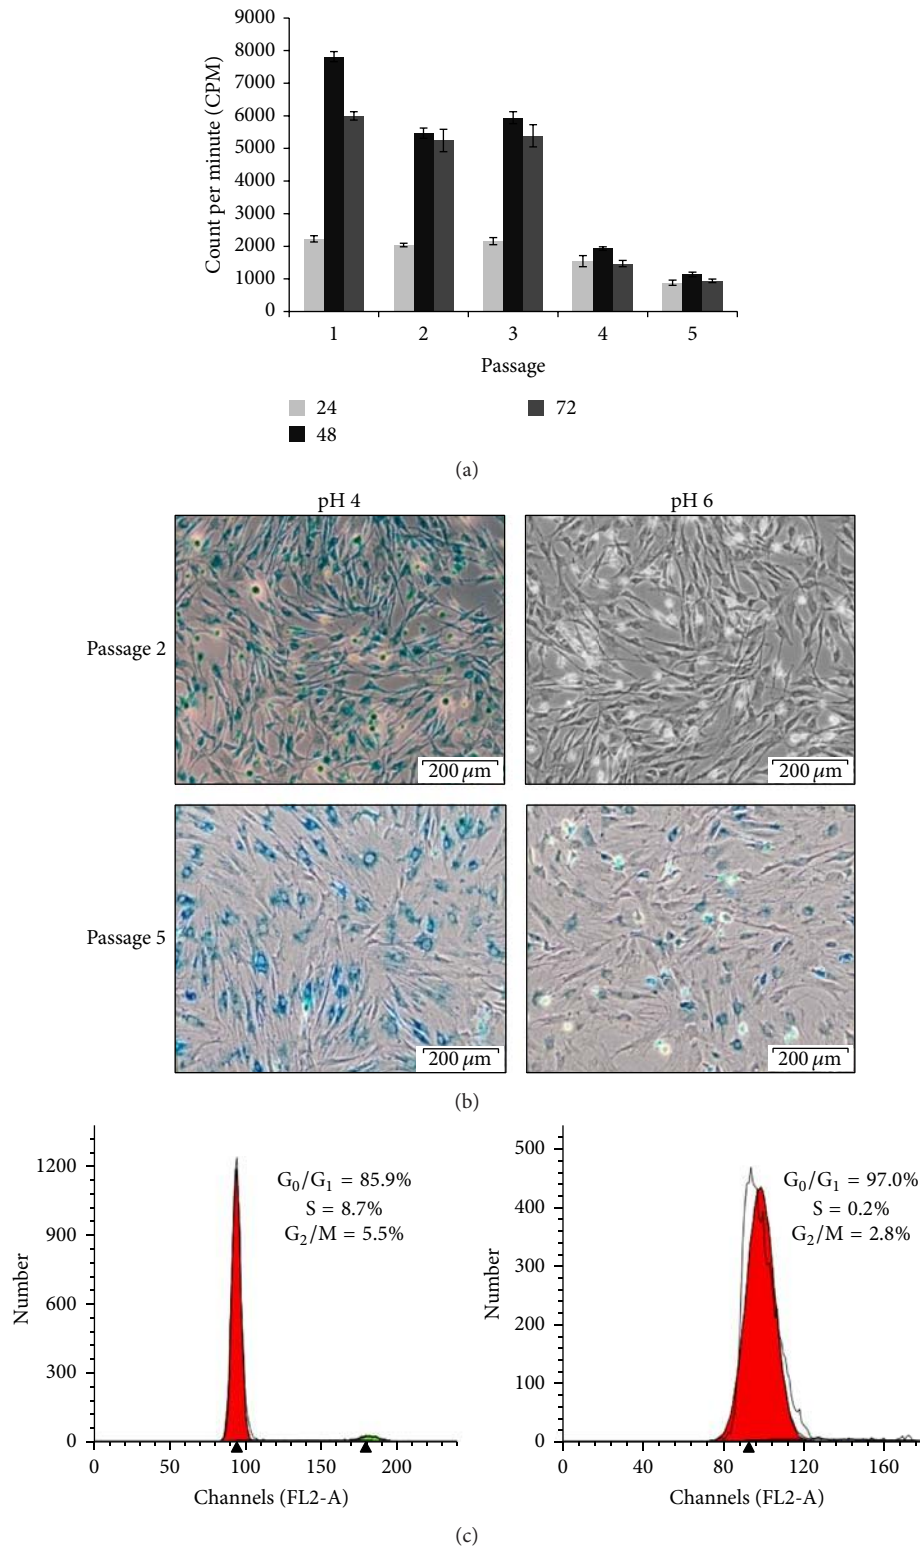 9000
8000
7000
6000
5000
4000
3000
2000
1000
0
Count per minute (CPM)
1 2 3 4 5
Passage
24 72
48
(a)
pH 4 pH 6
Passage 2
200 μm 200 μm
Passage 5
200 μm 200 μm
(b)
1200
900
600
300
0
Number
G₀/G₁ = 85.9%
S = 8.7%
G₂/M = 5.5%
0 50 100 150 200
Channels (FL2-A)
500
400
300
200
100
0
Number
G₀/G₁ = 97.0%
S = 0.2%
G₂/M = 2.8%
0 40 80 120 160
Channels (FL2-A)
(c)